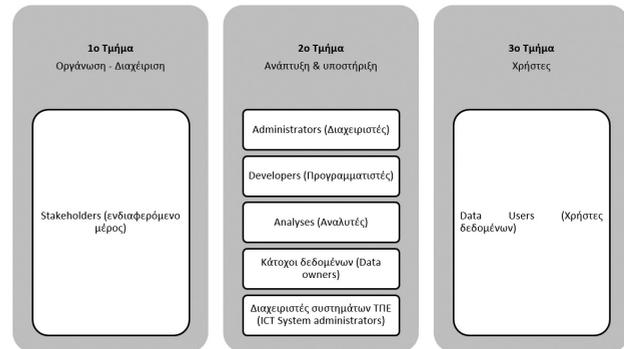 1ο Τμήμα
Οργάνωση - Διαχείριση
Stakeholders (ενδιαφερόμενο
μέρος)
2ο Τμήμα
Ανάπτυξη & υποστήριξη
Administrators (Διαχειριστές)
Developers (Προγραμματιστές)
Analyses (Αναλυτές)
Κάτοχοι δεδομένων (Data
owners)
Διαχειριστές συστημάτων ΤΠΕ
(ICT System administrators)
3ο Τμήμα
Χρήστες
Data Users (Χρήστες
δεδομένων)